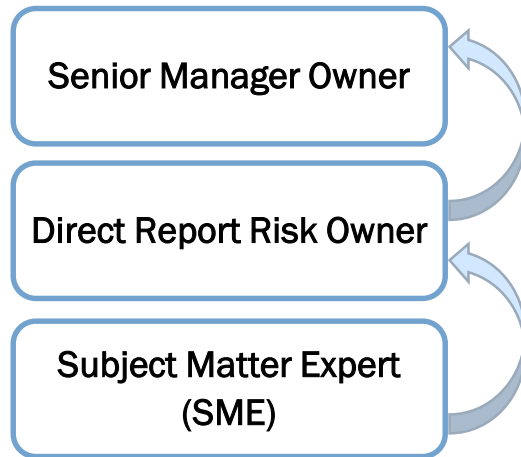 Senior Manager Owner
Direct Report Risk Owner
Subject Matter Expert
(SME)